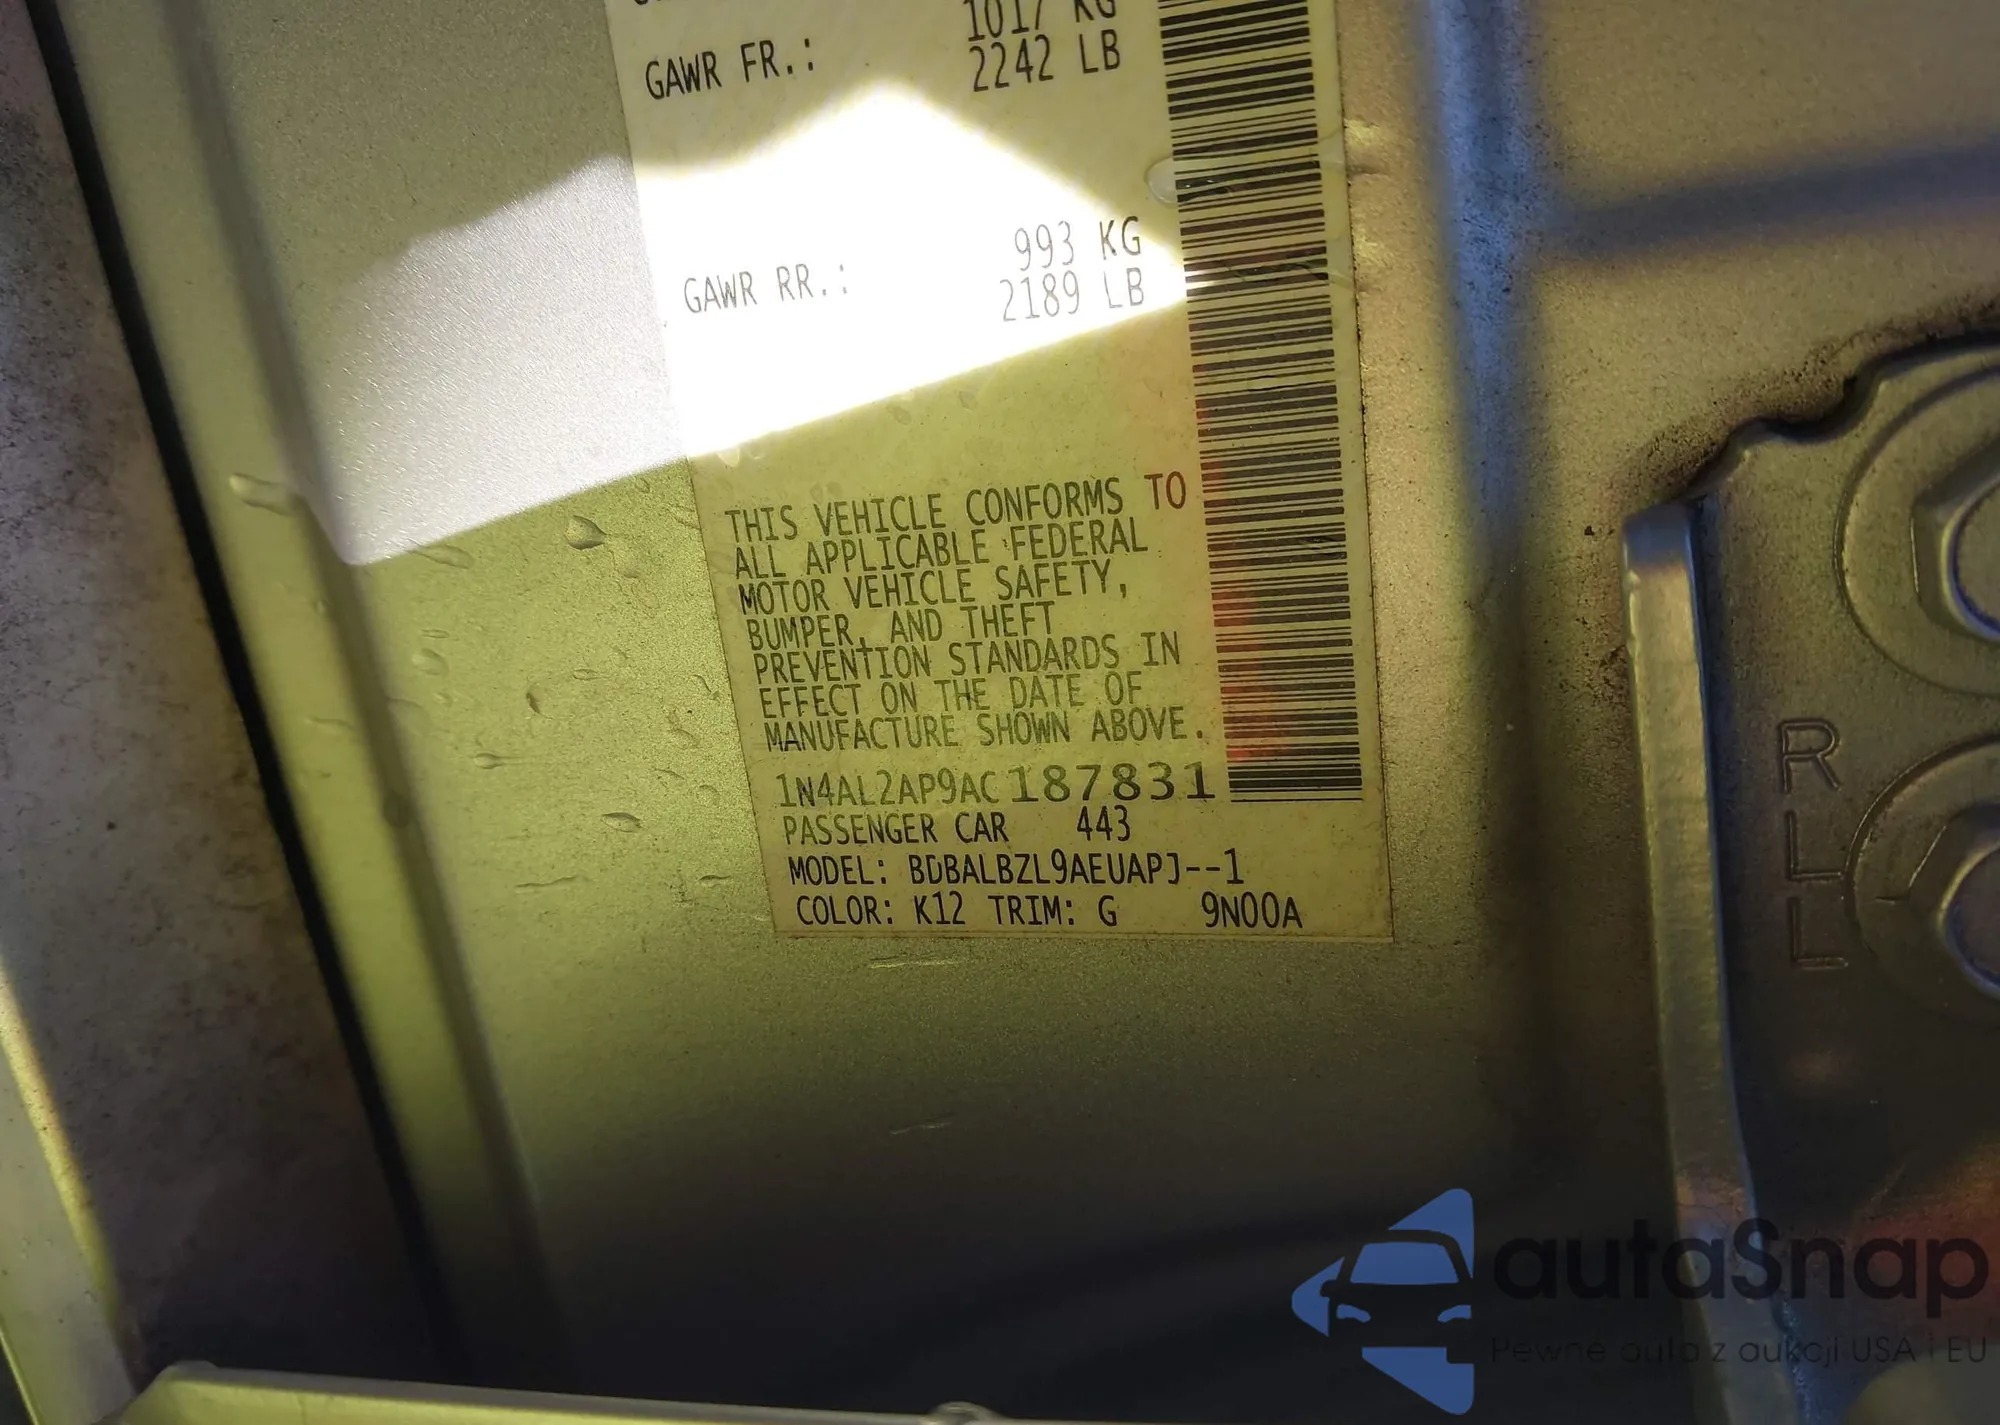 1017 KG
GAWR FR.: 2242 LB
993 KG
GAWR RR.: 2189 LB
THIS VEHICLE CONFORMS TO
ALL APPLICABLE FEDERAL
MOTOR VEHICLE SAFETY,
BUMPER, AND THEFT
PREVENTION STANDARDS IN
EFFECT ON THE DATE OF
MANUFACTURE SHOWN ABOVE.
1N4AL2AP9AC187831
PASSENGER CAR 443
MODEL: BDBALBZL9AEUAPJ--1
COLOR: K12 TRIM: G 9N00A
R
L
L
autaSnap
Pewne auta z aukcji USA i EU